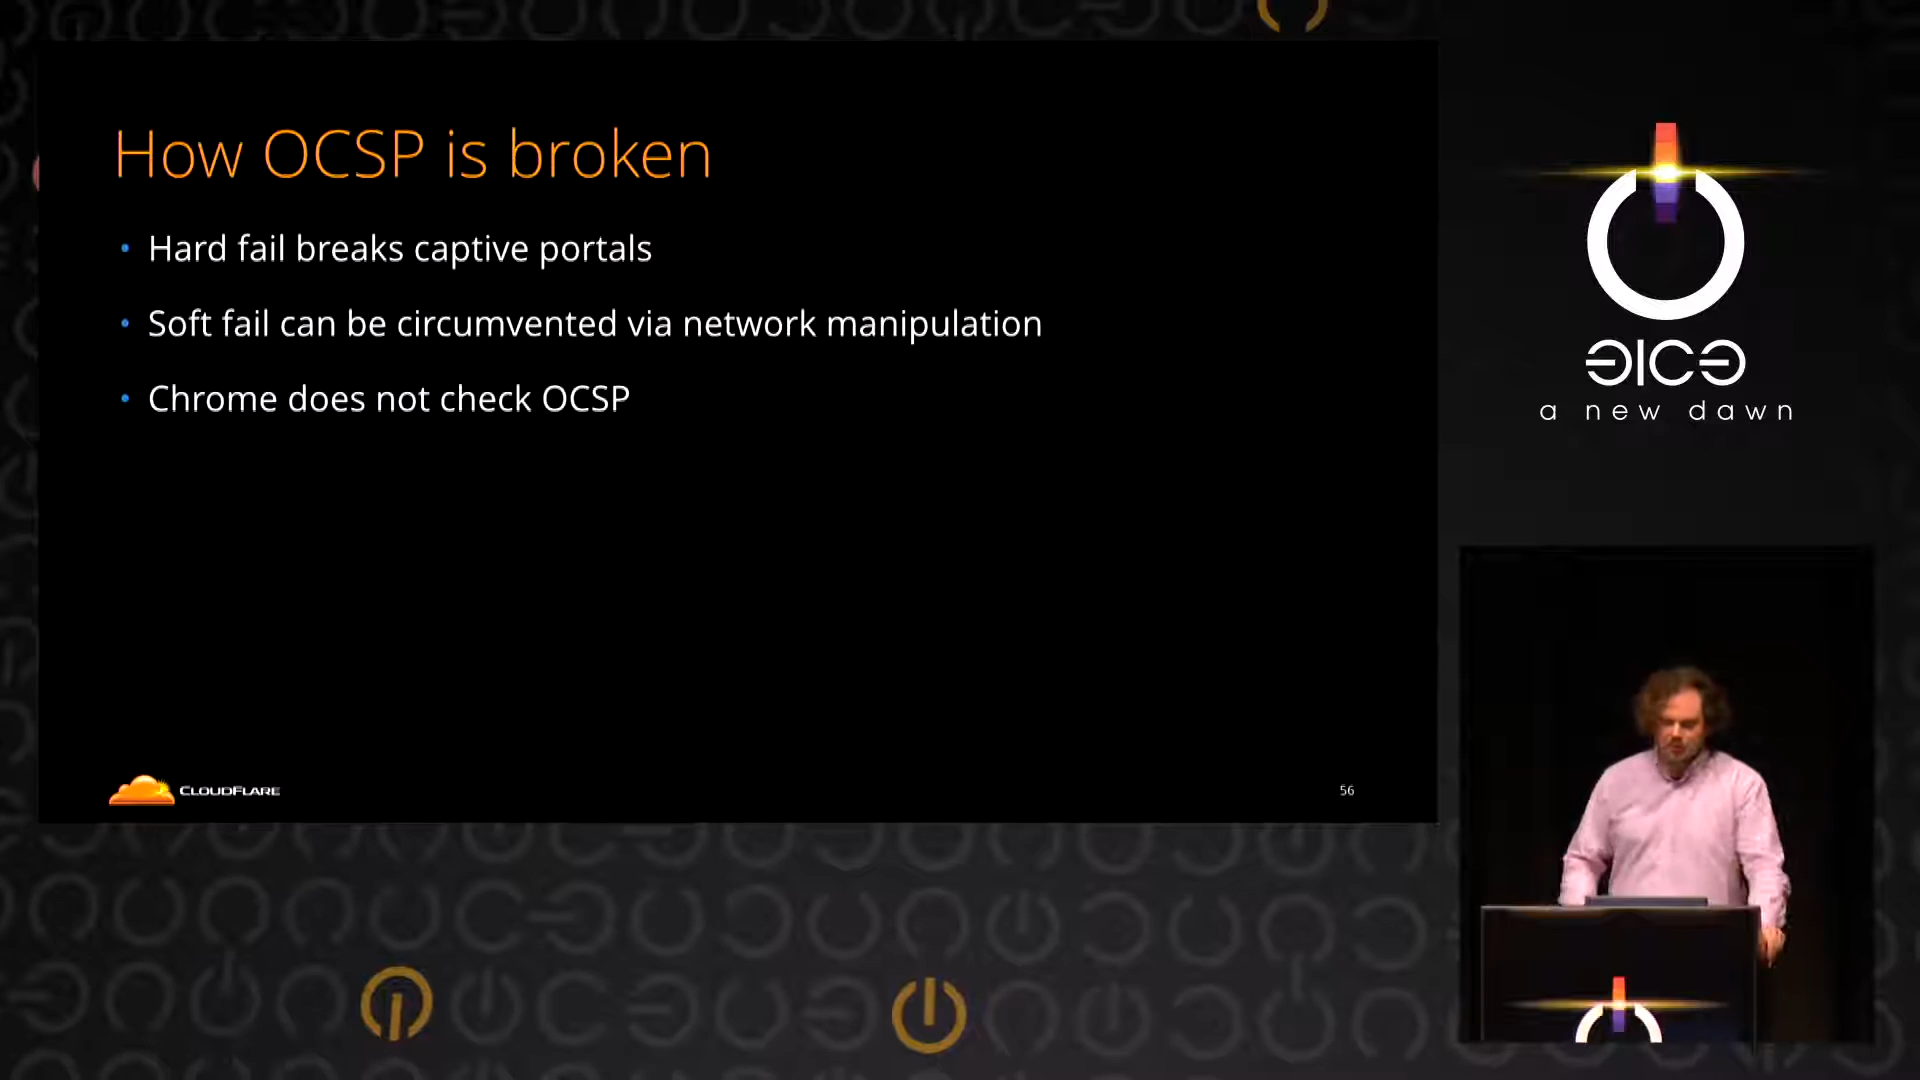 How OCSP is broken
• Hard fail breaks captive portals
• Soft fail can be circumvented via network manipulation
• Chrome does not check OCSP
CLOUDFLARE
56
31C3
a new dawn